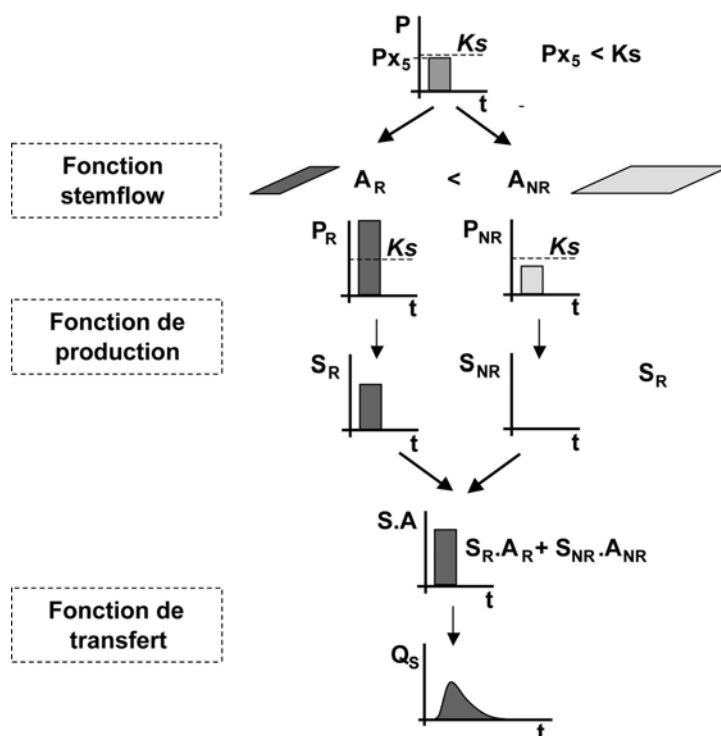 P
Ks
Px5
Px5 < Ks
t
Fonction
stemflow
AR < ANR
PR
Ks
PNR
Ks
t
t
Fonction de
production
SR
SNR
SR
t
t
S.A
SR.AR + SNR.ANR
t
Fonction de
transfert
QS
t